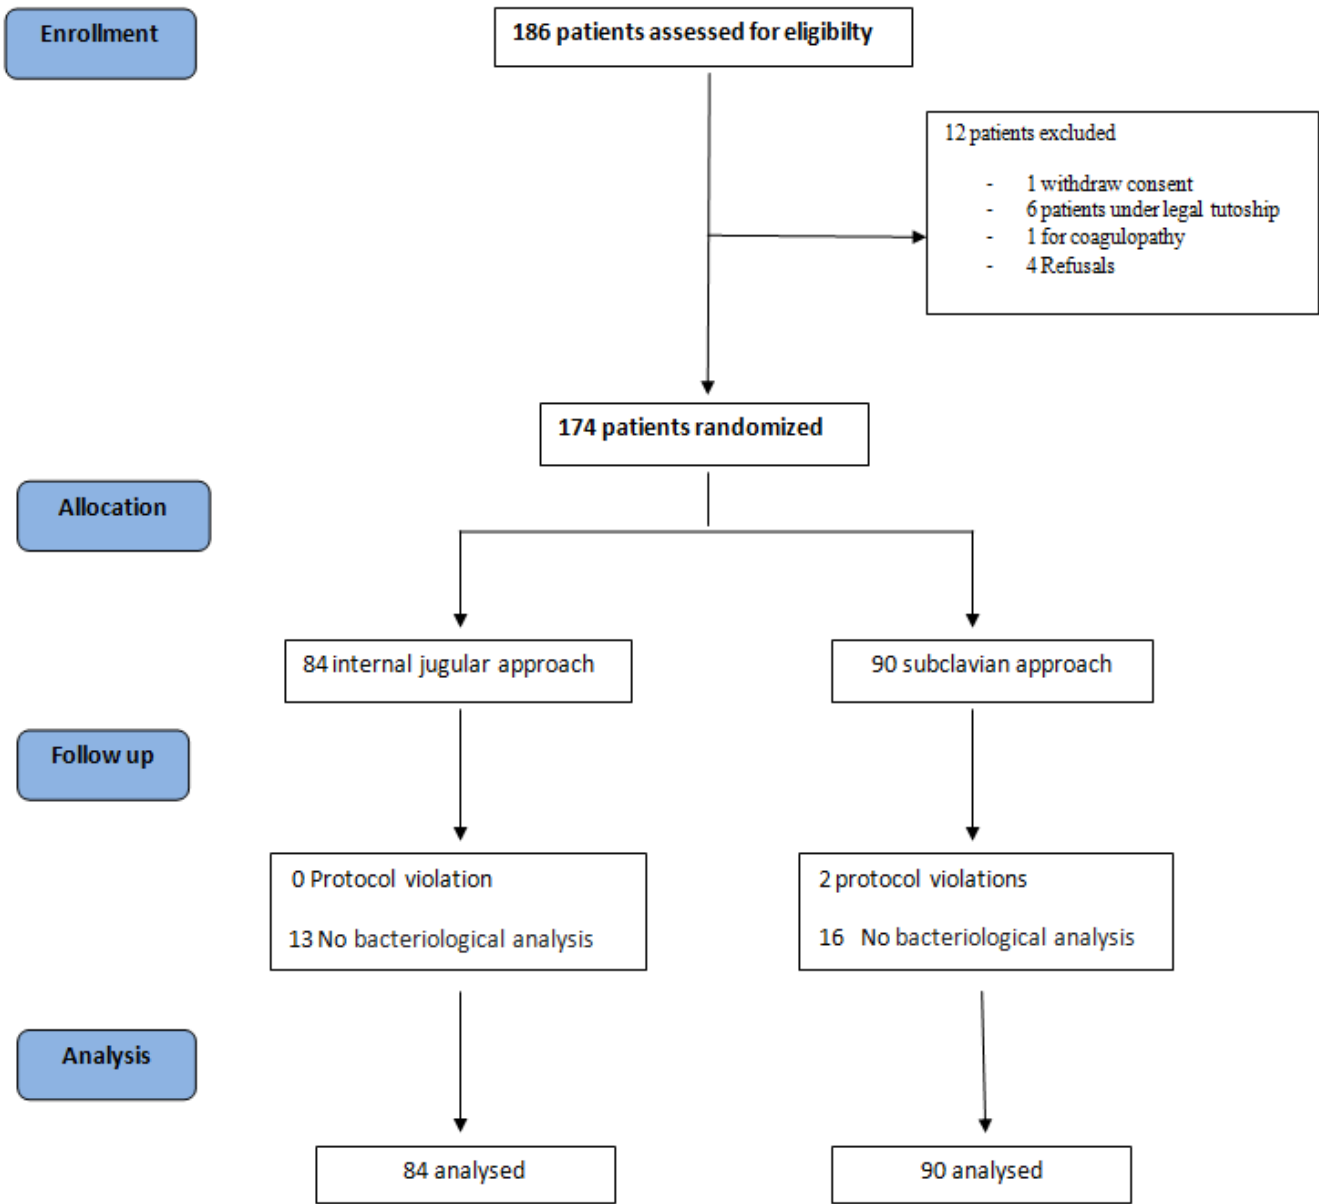 Enrollment
186 patients assessed for eligibilty
12 patients excluded
- 1 withdraw consent
- 6 patients under legal tutoship
- 1 for coagulopathy
- 4 Refusals
174 patients randomized
Allocation
84 internal jugular approach
90 subclavian approach
Follow up
0 Protocol violation
13 No bacteriological analysis
2 protocol violations
16 No bacteriological analysis
Analysis
84 analysed
90 analysed